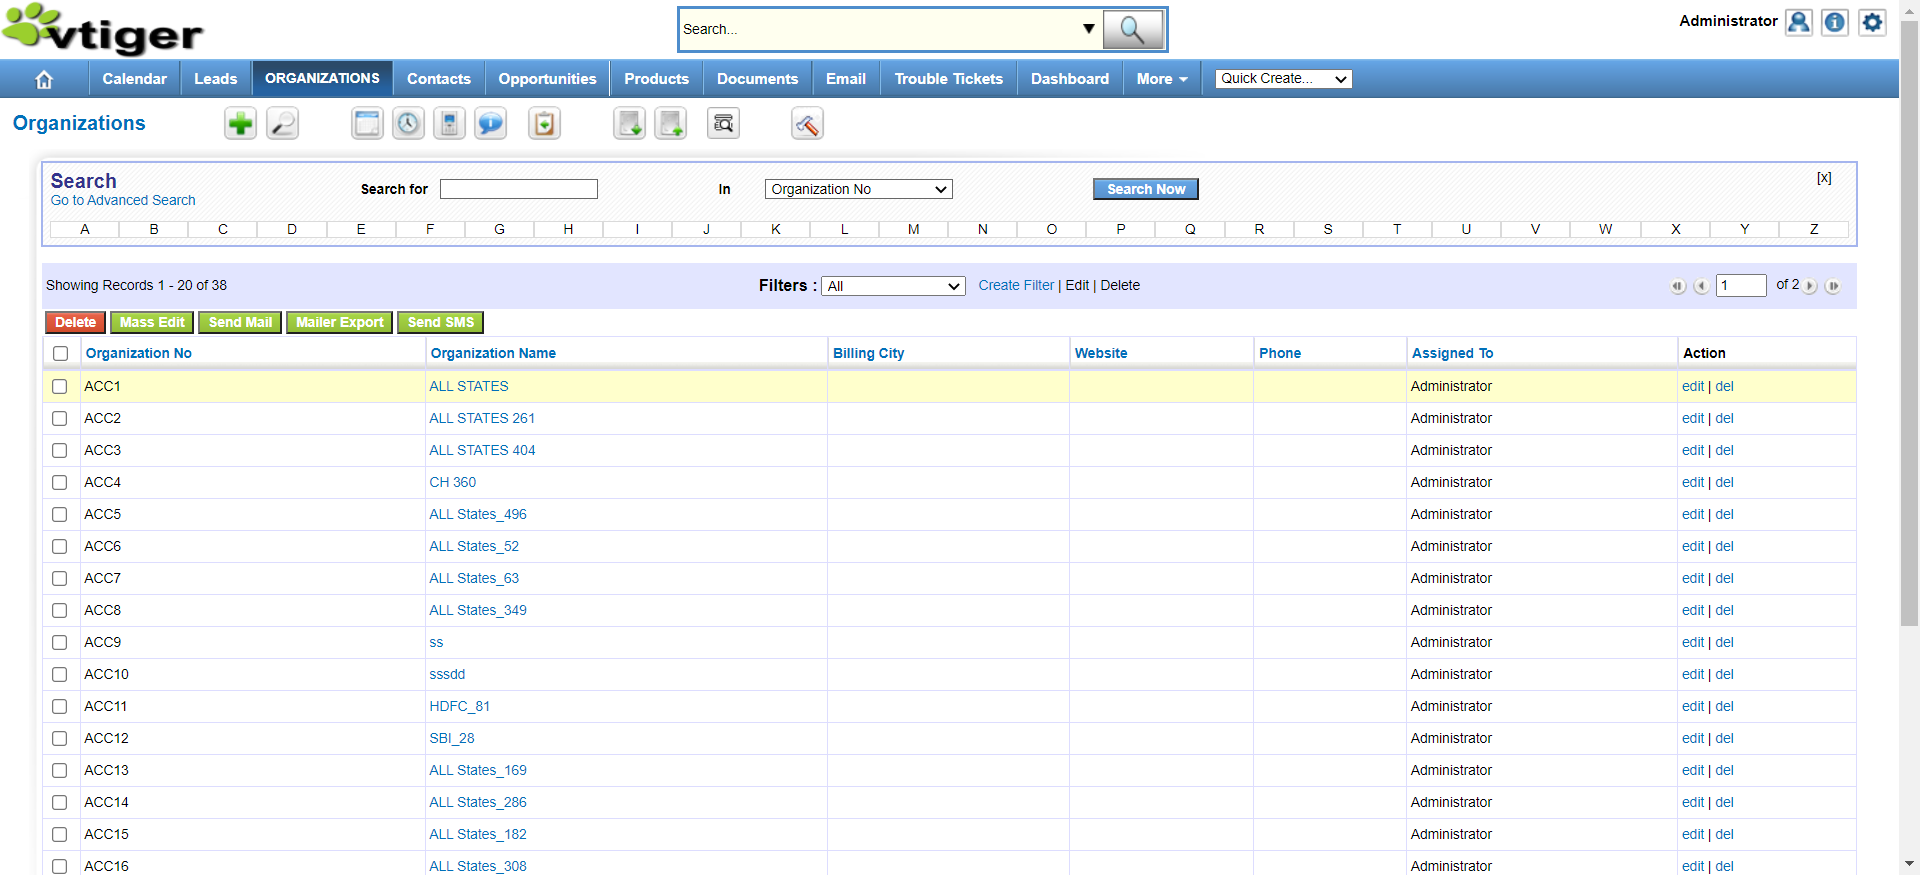 vtiger
Search...
Administrator
Calendar Leads ORGANIZATIONS Contacts Opportunities Products Documents Email Trouble Tickets Dashboard More Quick Create...
Organizations
Search
Go to Advanced Search
Search for In Organization No Search Now [x]
A B C D E F G H I J K L M N O P Q R S T U V W X Y Z
Showing Records 1 - 20 of 38 Filters : All Create Filter | Edit | Delete 1 of 2
Delete Mass Edit Send Mail Mailer Export Send SMS
Organization No Organization Name Billing City Website Phone Assigned To Action
ACC1 ALL STATES Administrator edit | del
ACC2 ALL STATES 261 Administrator edit | del
ACC3 ALL STATES 404 Administrator edit | del
ACC4 CH 360 Administrator edit | del
ACC5 ALL States_496 Administrator edit | del
ACC6 ALL States_52 Administrator edit | del
ACC7 ALL States_63 Administrator edit | del
ACC8 ALL States_349 Administrator edit | del
ACC9 ss Administrator edit | del
ACC10 sssdd Administrator edit | del
ACC11 HDFC_81 Administrator edit | del
ACC12 SBI_28 Administrator edit | del
ACC13 ALL States_169 Administrator edit | del
ACC14 ALL States_286 Administrator edit | del
ACC15 ALL States_182 Administrator edit | del
ACC16 ALL States_308 Administrator edit | del